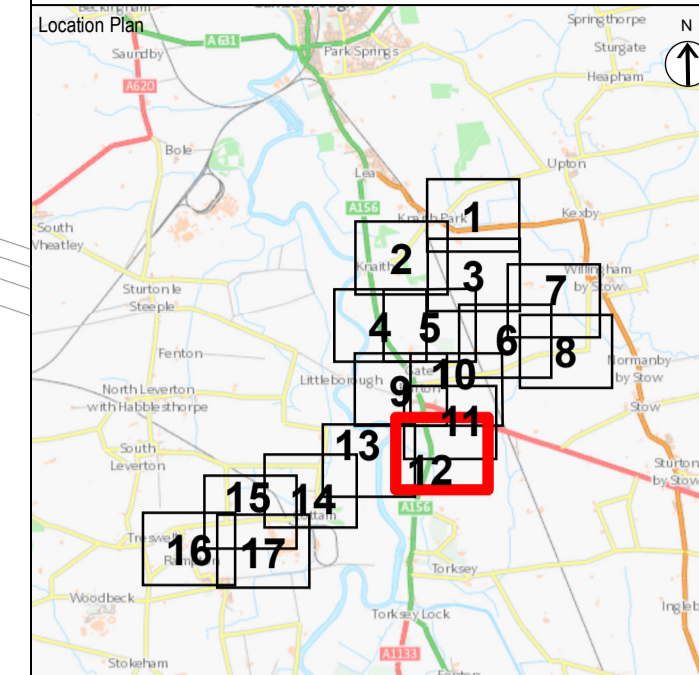 Location Plan
N
Saundby
A 631
Park Springs
Springthorpe
Sturgate
Heapham
A620
Bole
Lea
Upton
A156
Kexby
South
Wheatley
Knaith Park
1
2
Knaith
3
7
Willingham
by Stow
Sturton le
Steeple
4
5
6
8
Fenton
Normanby
by Stow
Littleborough
Gate
9
10
North Leverton
with Habblesthorpe
11
Stow
South
Leverton
13
12
Sturton
by Stow
15
14
A156
Treswell
16
17
Torksey
Woodbeck
Torksey Lock
Stokeham
A1133